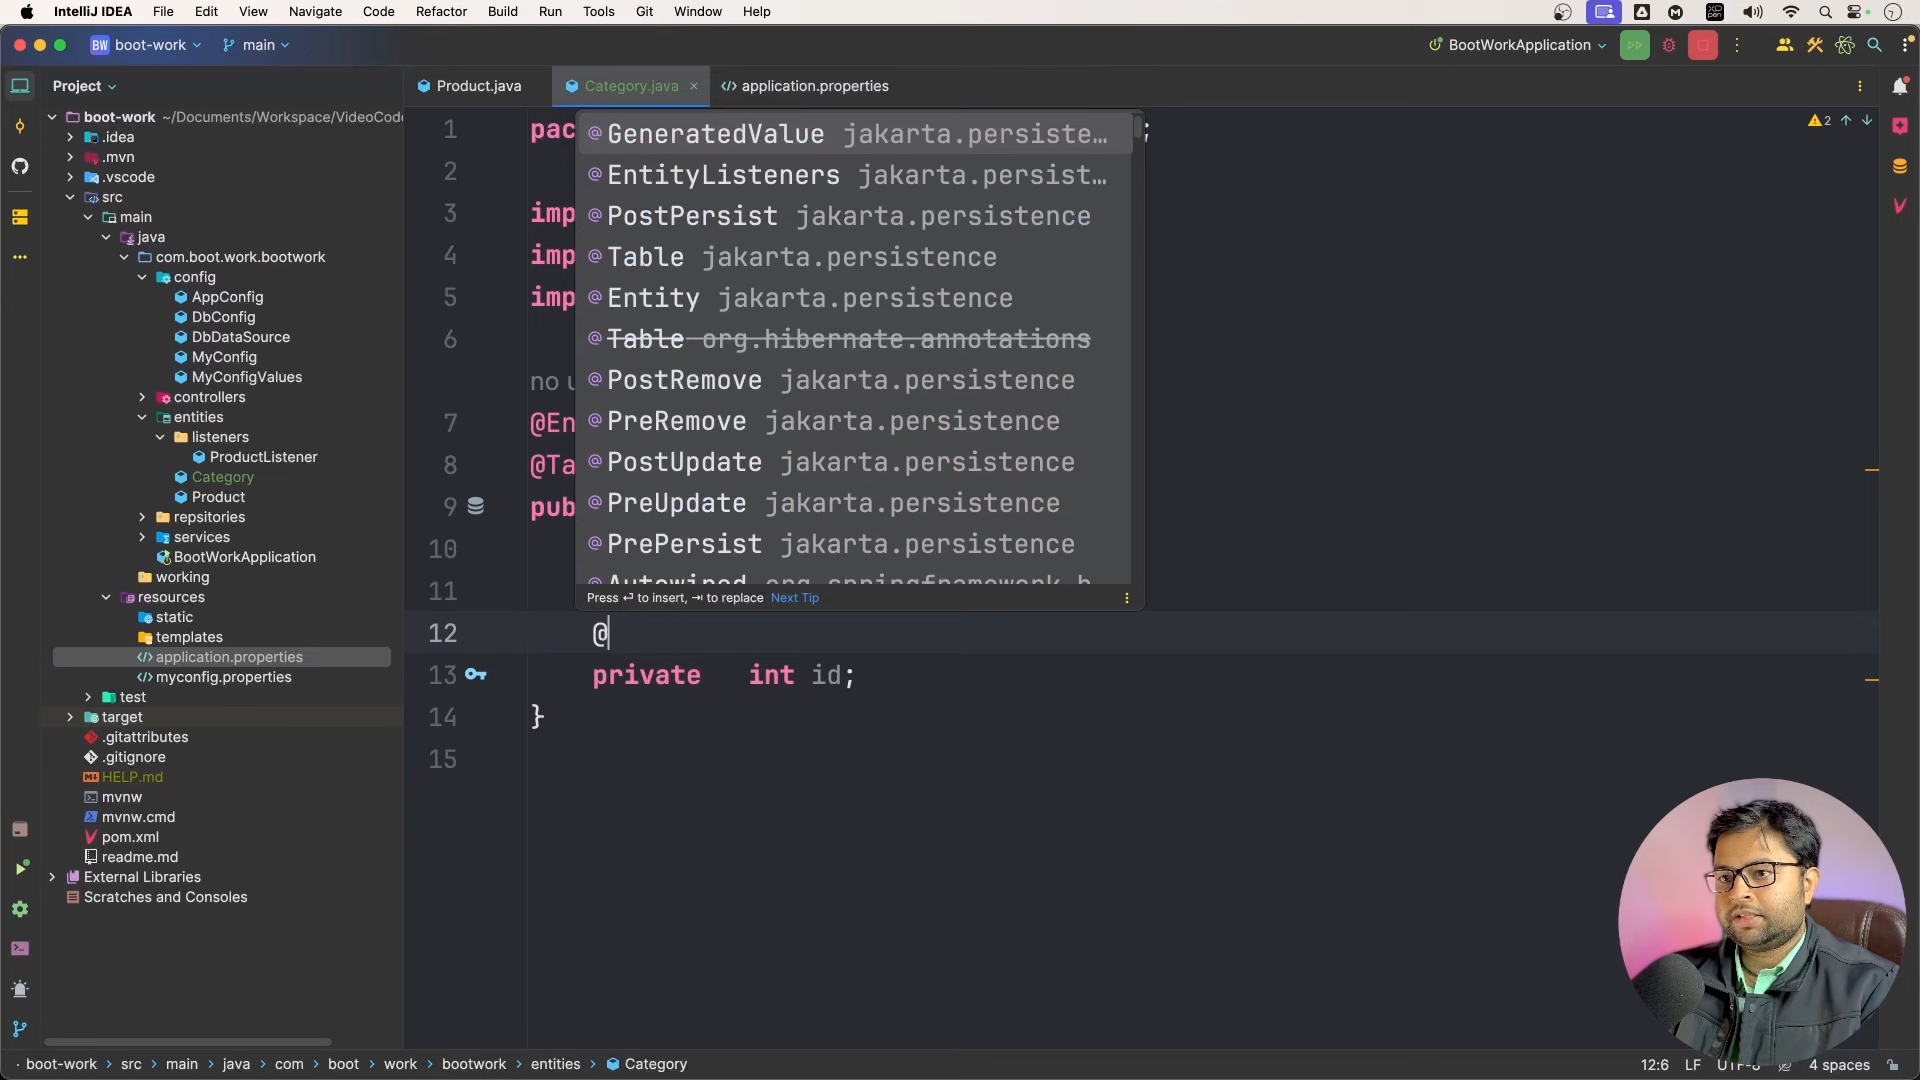 IntelliJ IDEA File Edit View Navigate Code Refactor Build Run Tools Git Window Help
BW boot-work main BootWorkApplication
Project
Product.java Category.java × application.properties
boot-work ~/Documents/Workspace/VideoCod
.idea
.mvn
.vscode
src
main
java
com.boot.work.bootwork
config
AppConfig
DbConfig
DbDataSource
MyConfig
MyConfigValues
controllers
entities
listeners
ProductListener
Category
Product
repsitories
services
BootWorkApplication
working
resources
static
templates
application.properties
myconfig.properties
test
target
.gitattributes
.gitignore
HELP.md
mvnw
mvnw.cmd
pom.xml
readme.md
External Libraries
Scratches and Consoles
1 pac ;
2
3 imp
4 imp
5 imp
6
no u
7 @En
8 @Ta
9 pub
10
11
12 @
13 private int id;
14 }
15
@ GeneratedValue jakarta.persiste…
@ EntityListeners jakarta.persist…
@ PostPersist jakarta.persistence
@ Table jakarta.persistence
@ Entity jakarta.persistence
@ Table org.hibernate.annotations
@ PostRemove jakarta.persistence
@ PreRemove jakarta.persistence
@ PostUpdate jakarta.persistence
@ PreUpdate jakarta.persistence
@ PrePersist jakarta.persistence
@ Autowired org.springframework.b
Press ⏎ to insert, ⇥ to replace Next Tip
2
boot-work > src > main > java > com > boot > work > bootwork > entities > Category
12:6 LF UTF-8 4 spaces